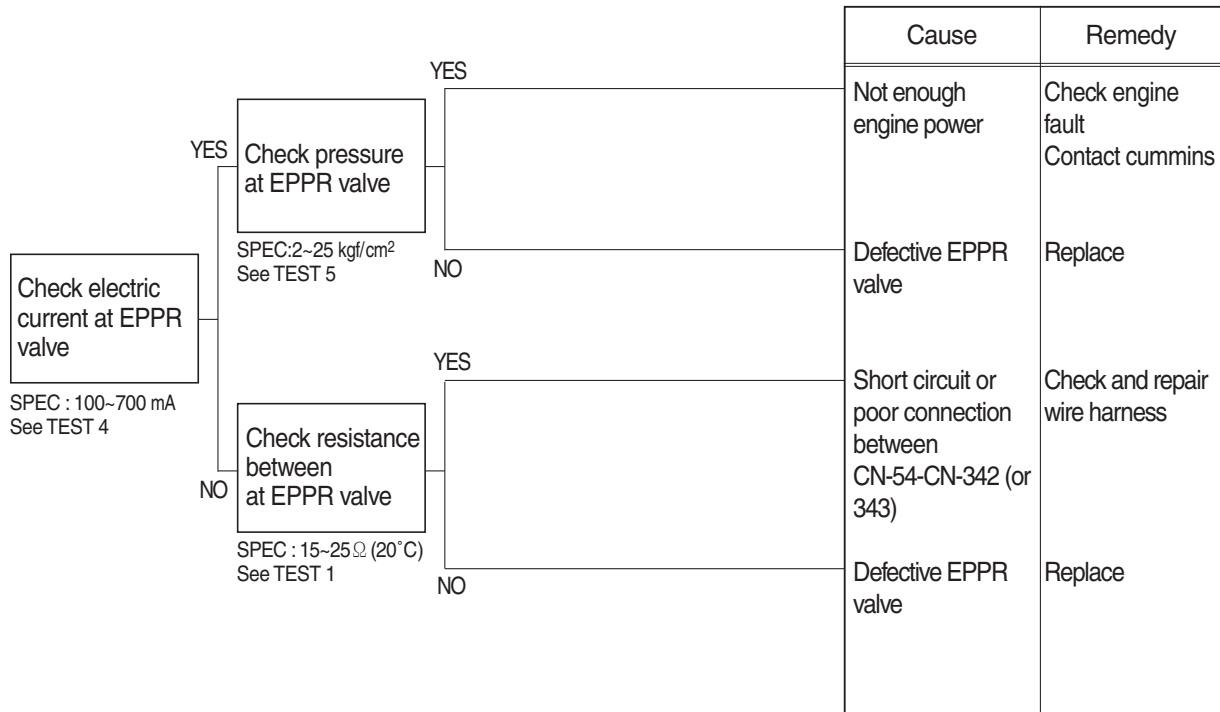 Cause
Remedy
YES
Not enough
engine power
Check engine
fault
Contact cummins
YES
Check pressure
at EPPR valve
SPEC:2~25 kgf/cm²
See TEST 5
NO
Defective EPPR
valve
Replace
Check electric
current at EPPR
valve
SPEC : 100~700 mA
See TEST 4
YES
Short circuit or
poor connection
between
CN-54-CN-342 (or
343)
Check and repair
wire harness
NO
Check resistance
between
at EPPR valve
SPEC : 15~25Ω (20˚C)
See TEST 1
NO
Defective EPPR
valve
Replace